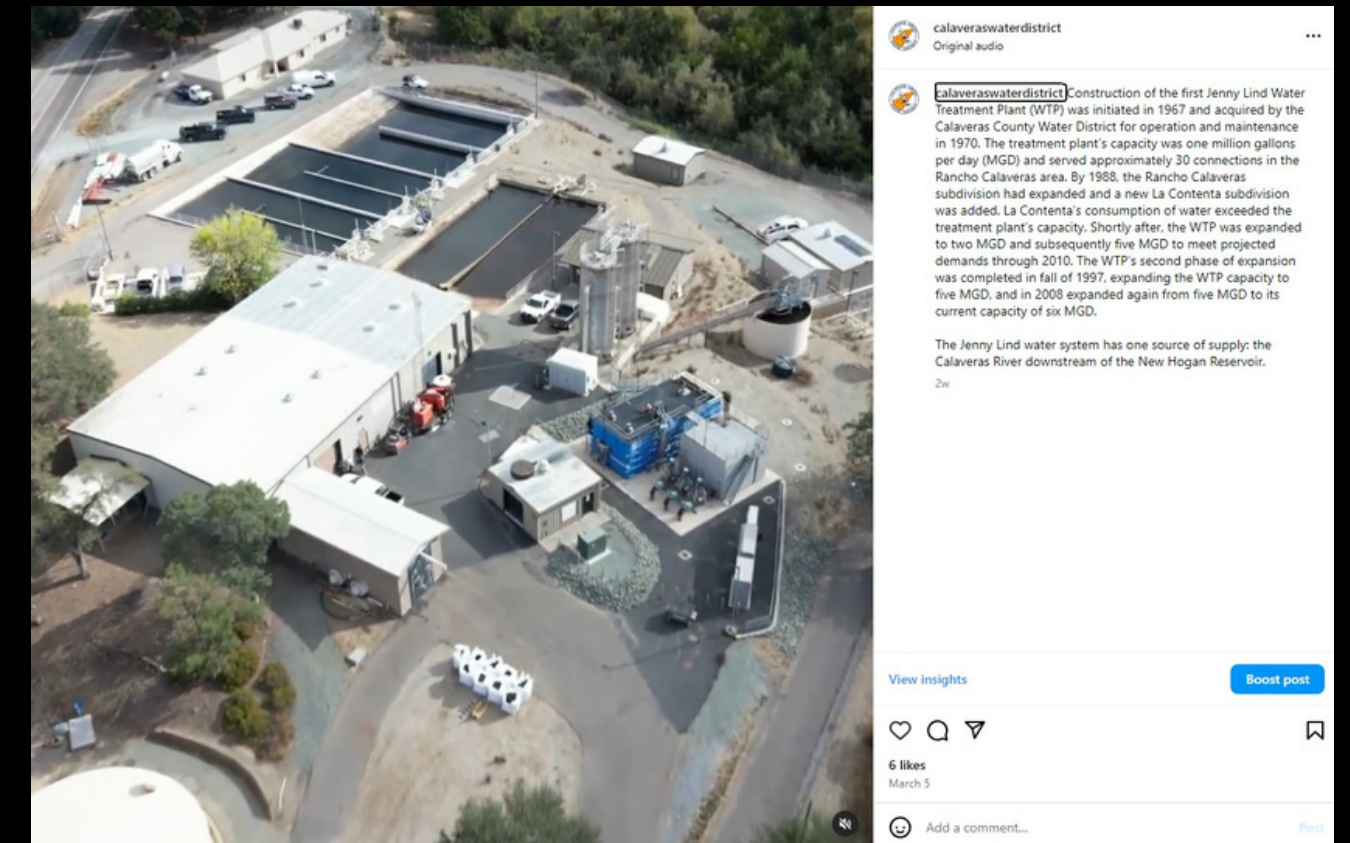 calaveraswaterdistrict
Original audio
calaveraswaterdistrict Construction of the first Jenny Lind Water
Treatment Plant (WTP) was initiated in 1967 and acquired by the
Calaveras County Water District for operation and maintenance
in 1970. The treatment plant's capacity was one million gallons
per day (MGD) and served approximately 30 connections in the
Rancho Calaveras area. By 1988, the Rancho Calaveras
subdivision had expanded and a new La Contenta subdivision
was added. La Contenta's consumption of water exceeded the
treatment plant's capacity. Shortly after, the WTP was expanded
to two MGD and subsequently five MGD to meet projected
demands through 2010. The WTP's second phase of expansion
was completed in fall of 1997, expanding the WTP capacity to
five MGD, and in 2008 expanded again from five MGD to its
current capacity of six MGD.
The Jenny Lind water system has one source of supply: the
Calaveras River downstream of the New Hogan Reservoir.
2w
View insights
Boost post
6 likes
March 5
Add a comment...
Post